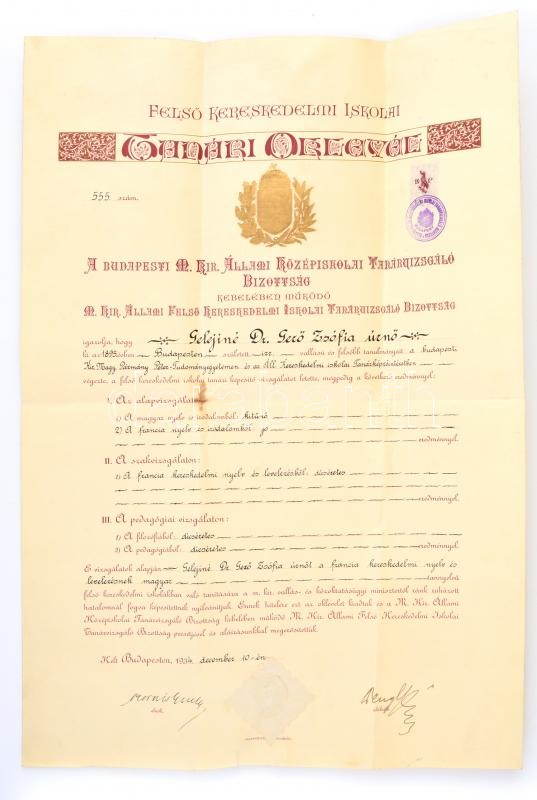 FELSŐ KERESKEDELMI ISKOLAI
TANÁRI OKLEVÉL
555. szám.
A BUDAPESTI M. KIR. ÁLLAMI KÖZÉPISKOLAI TANÁRVIZSGÁLÓ
BIZOTTSÁG
KEBELÉBEN MŰKÖDŐ
M. KIR. ÁLLAMI FELSŐ KERESKEDELMI ISKOLAI TANÁRVIZSGÁLÓ BIZOTTSÁG
igazolja, hogy Gelejiné Dr. Gerő Zsófia úrnő
ki az 1895 évben Budapesten született izr. vallású és felsőbb tanulmányait a budapesti
Kir. Magy. Pázmány Péter Tudományegyetemen és az Áll. Kereskedelmi iskolai Tanárképzőintézetben
végezte, a felső kereskedelmi iskolai tanári képesítő vizsgálatot letette, mégpedig a következő eredménnyel:
I. Az alapvizsgálaton:
1) A magyar nyelv és irodalomból: kitűnő
2) A francia nyelv és irodalomból: jó
eredménnyel.
II. A szakvizsgálaton:
1) A francia kereskedelmi nyelv és levelezésből: dicséretes
eredménnyel.
III. A pedagógiai vizsgálaton:
1) A filozófiából: dicséretes
2) A pedagógiából: dicséretes eredménnyel.
E vizsgálatok alapján Gelejiné Dr. Gerő Zsófia úrnőt a francia kereskedelmi nyelv és
levelezésnek magyar tannyelvű
felső kereskedelmi iskolákban való tanítására a m. kir. vallás- és közoktatásügyi minisztertől ránk ruházott
hatalomnál fogva képesítettnek nyilvánítjuk. Ennek hiteléül ezt az oklevelet kiadtuk és a M. Kir. Állami
Középiskolai Tanárvizsgáló Bizottság kebelében működő M. Kir. Állami Felső Kereskedelmi Iskolai
Tanárvizsgáló Bizottság pecsétjével és aláírásunkkal megerősítettük.
Kelt Budapesten, 1934. december 10-én
elnök.